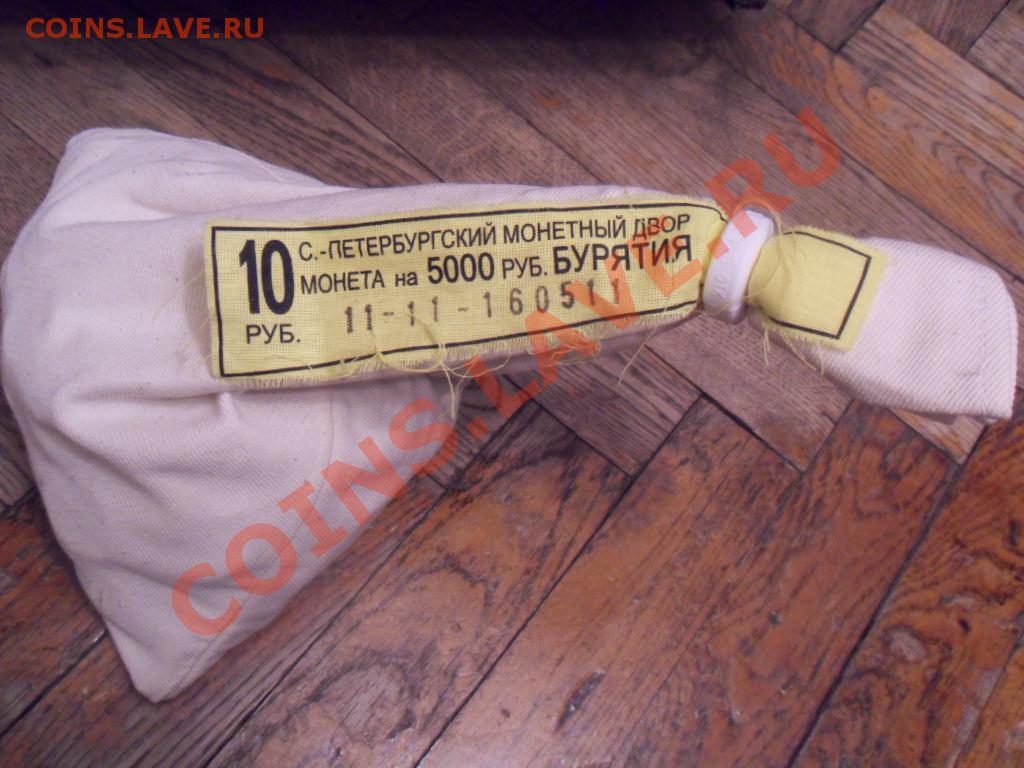 COINS.LAVE.RU
10 РУБ.
С.-ПЕТЕРБУРГСКИЙ МОНЕТНЫЙ ДВОР
МОНЕТА на 5000 РУБ. БУРЯТИЯ
11-11-160511
COINS.LAVE.RU